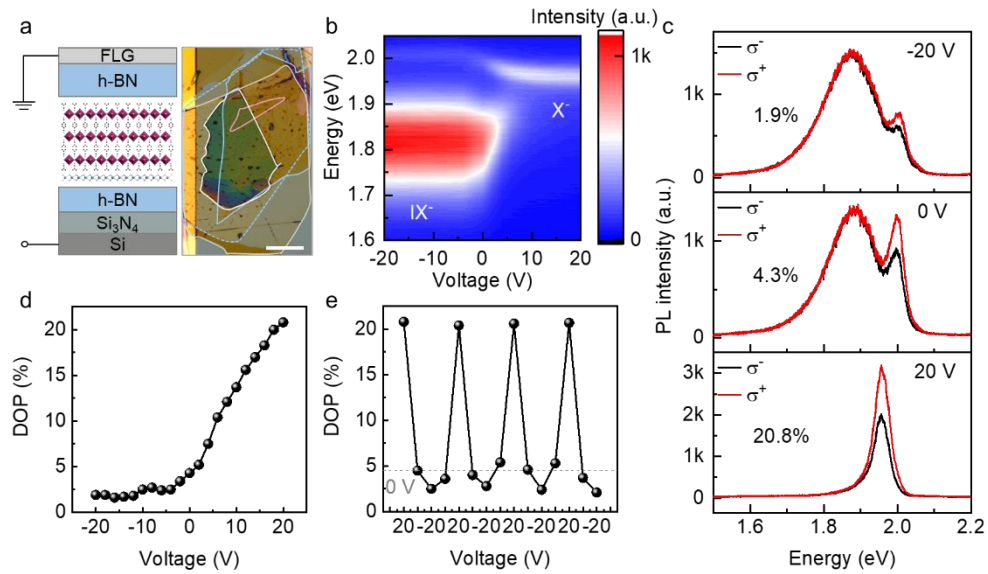 a
FLG
h-BN
h-BN
Si₃N₄
Si
b
Intensity (a.u.)
1k
0
Energy (eV)
2.0
1.9
1.8
1.7
1.6
X⁻
IX⁻
-20 -10 0 10 20
Voltage (V)
c
PL intensity (a.u.)
σ⁻
σ⁺
-20 V
1.9%
1k
0
σ⁻
σ⁺
0 V
4.3%
1k
0
σ⁻
σ⁺
20 V
20.8%
3k
2k
1k
0
1.6 1.8 2.0 2.2
Energy (eV)
d
DOP (%)
20
15
10
5
0
-20 -10 0 10 20
Voltage (V)
e
DOP (%)
20
15
10
5
0
0 V
20-20 20-20 20-20 20-20
Voltage (V)